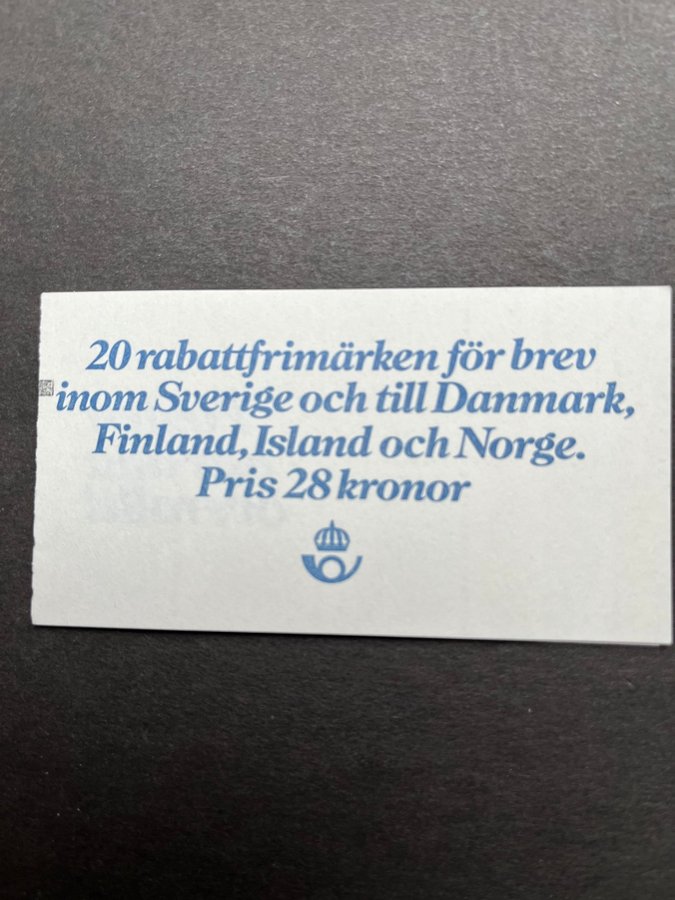 20 rabattfrimärken för brev
inom Sverige och till Danmark,
Finland, Island och Norge.
Pris 28 kronor